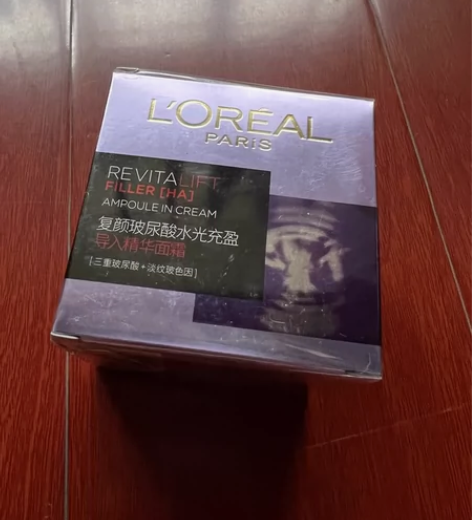 L'ORÉAL
PARIS
REVITALIFT
FILLER [HA]
AMPOULE IN CREAM
复颜玻尿酸水光充盈
导入精华面霜
[三重玻尿酸+淡纹玻色因]